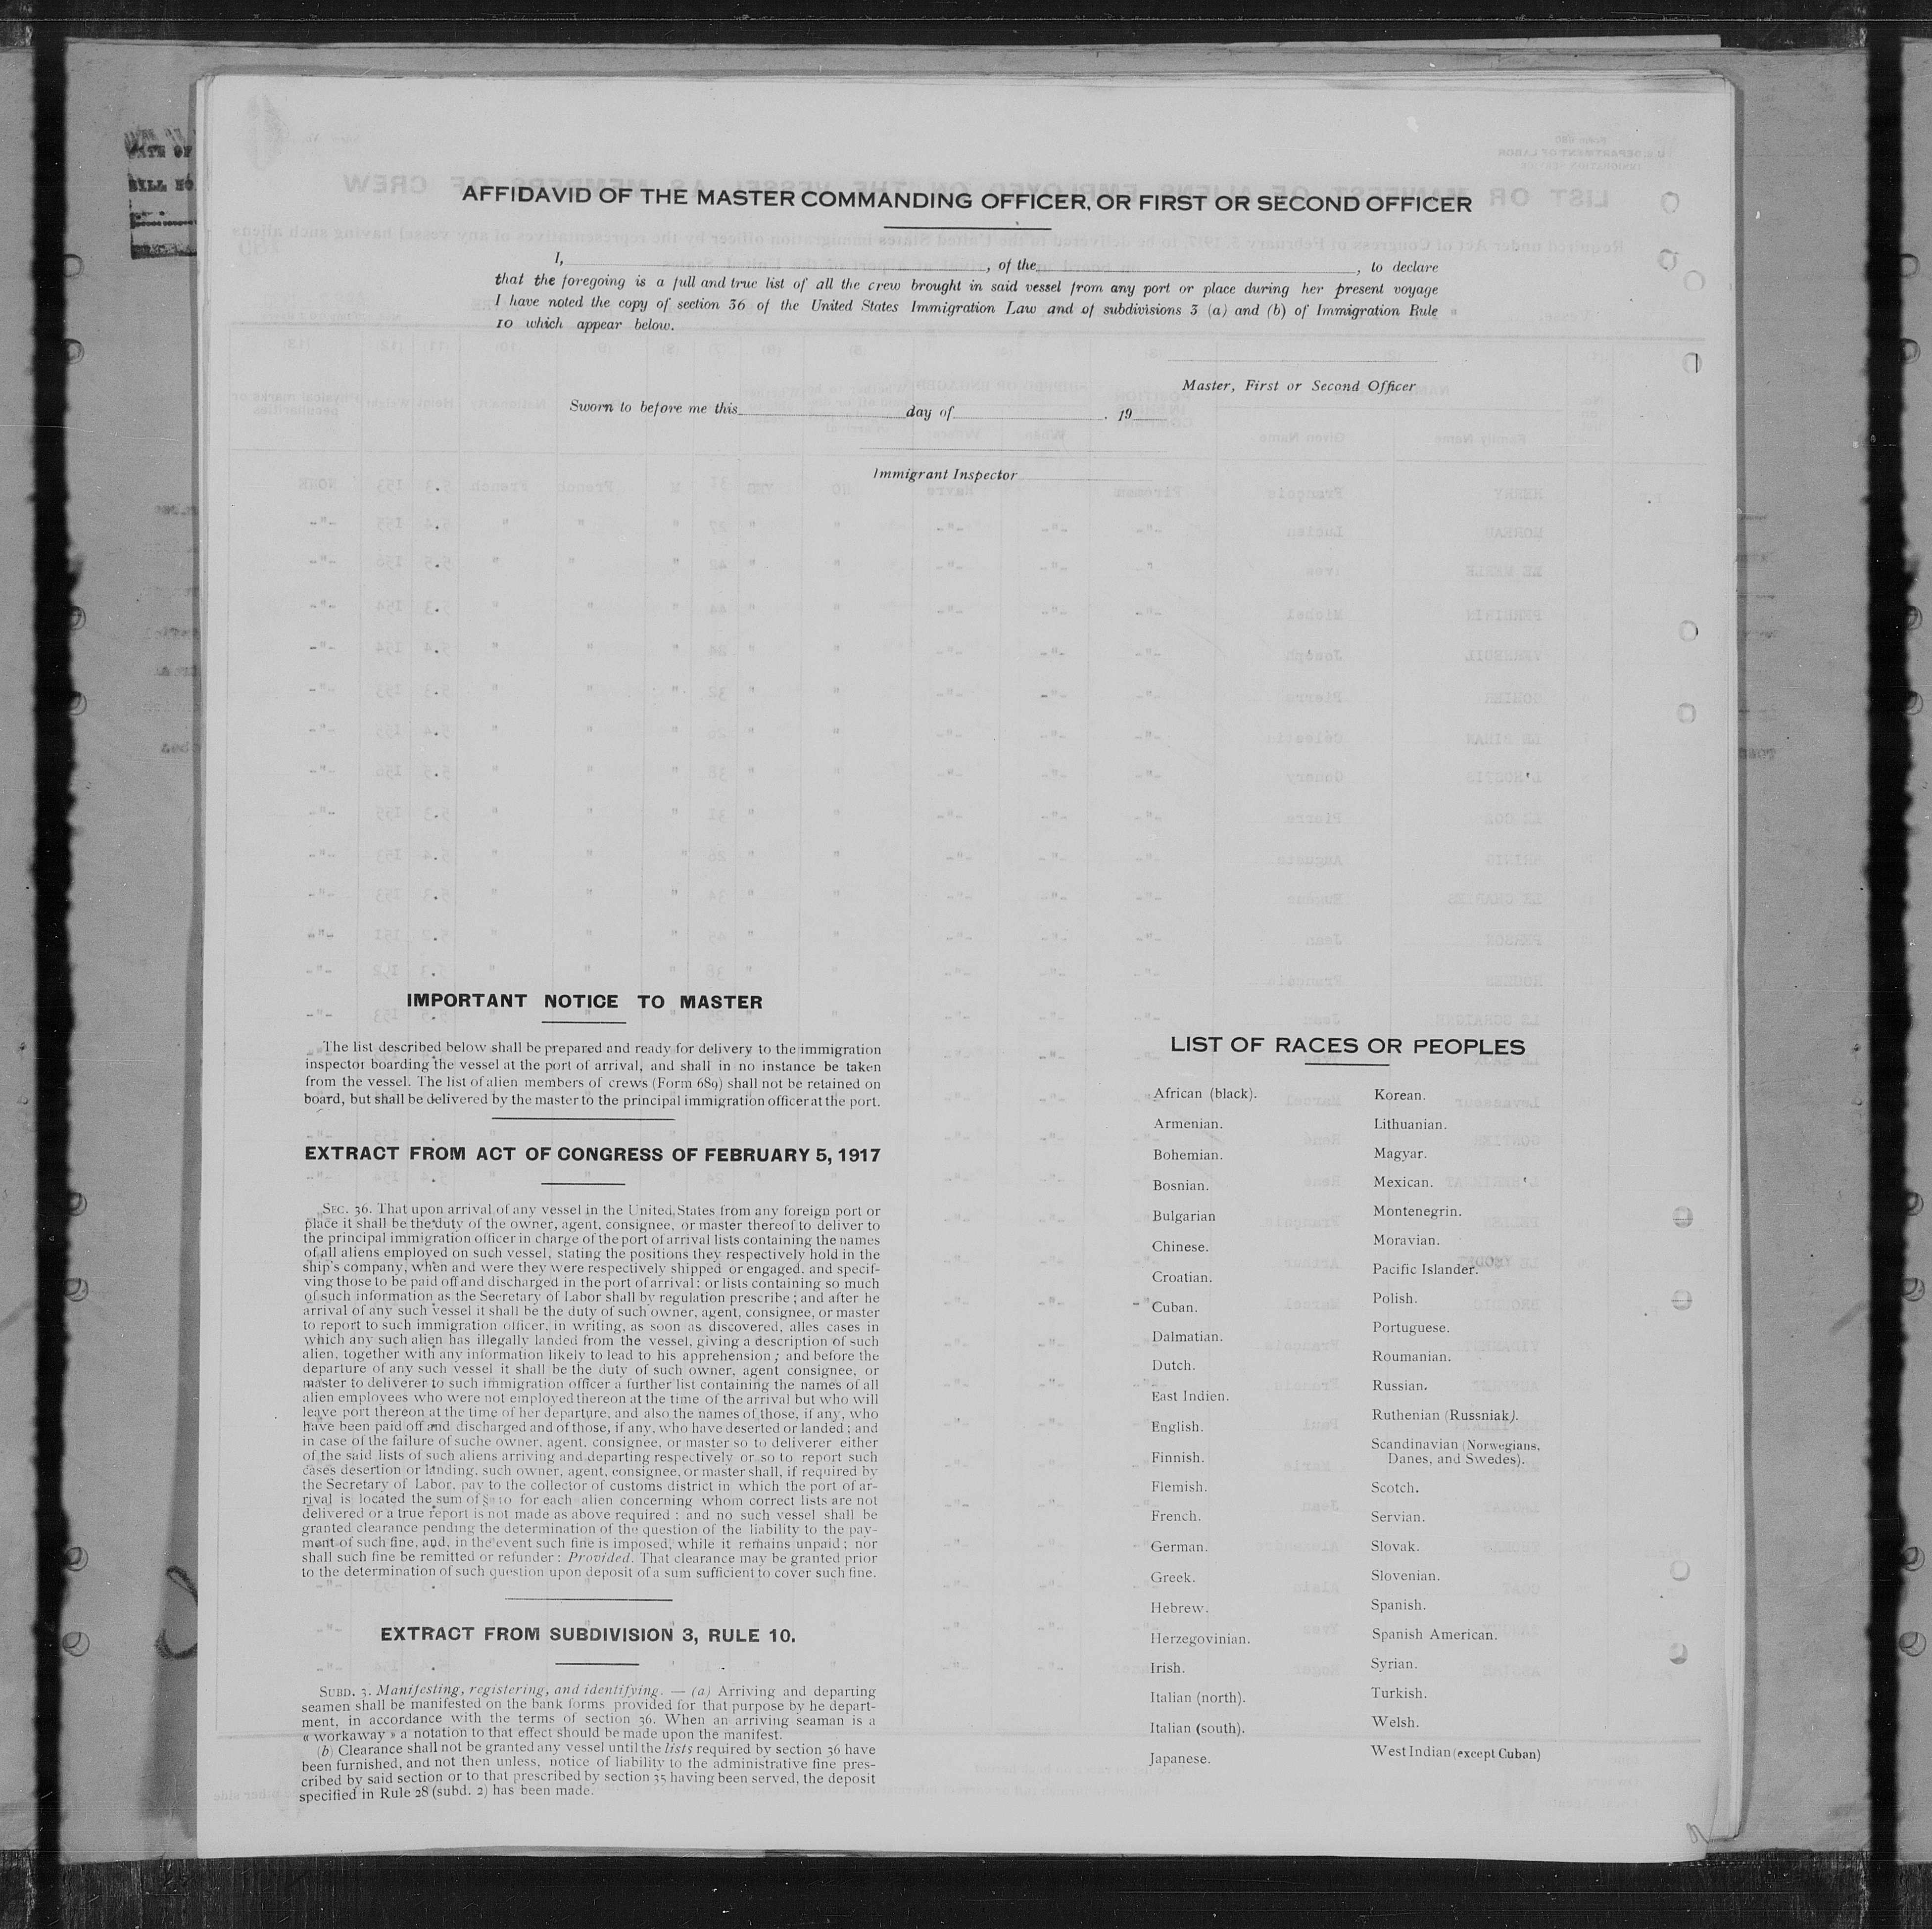 AFFIDAVID OF THE MASTER COMMANDING OFFICER, OR FIRST OR SECOND OFFICER
I, , of the , to declare
that the foregoing is a full and true list of all the crew brought in said vessel from any port or place during her present voyage
I have noted the copy of section 36 of the United States Immigration Law and of subdivisions 3 (a) and (b) of Immigration Rule
10 which appear below.
Master, First or Second Officer
Sworn to before me this day of , 19
Immigrant Inspector
IMPORTANT NOTICE TO MASTER
The list described below shall be prepared and ready for delivery to the immigration
inspector boarding the vessel at the port of arrival, and shall in no instance be taken
from the vessel. The list of alien members of crews (Form 689) shall not be retained on
board, but shall be delivered by the master to the principal immigration officer at the port.
EXTRACT FROM ACT OF CONGRESS OF FEBRUARY 5, 1917
SEC. 36. That upon arrival of any vessel in the United States from any foreign port or
place it shall be the duty of the owner, agent, consignee, or master thereof to deliver to
the principal immigration officer in charge of the port of arrival lists containing the names
of all aliens employed on such vessel, stating the positions they respectively hold in the
ship's company, when and were they were respectively shipped or engaged, and specif-
ving those to be paid off and discharged in the port of arrival; or lists containing so much
of such information as the Secretary of Labor shall by regulation prescribe; and after he
arrival of any such vessel it shall be the duty of such owner, agent, consignee, or master
to report to such immigration officer, in writing, as soon as discovered, alles cases in
which any such alien has illegally landed from the vessel, giving a description of such
alien, together with any information likely to lead to his apprehension; and before the
departure of any such vessel it shall be the duty of such owner, agent consignee, or
master to deliverer to such immigration officer a further list containing the names of all
alien employees who were not employed thereon at the time of the arrival but who will
leave port thereon at the time of her departure, and also the names of those, if any, who
have been paid off and discharged and of those, if any, who have deserted or landed; and
in case of the failure of suche owner, agent, consignee, or master so to deliverer either
of the said lists of such aliens arriving and departing respectively or so to report such
cases desertion or landing, such owner, agent, consignee, or master shall, if required by
the Secretary of Labor, pay to the collector of customs district in which the port of ar-
rival is located the sum of 10 for each alien concerning whom correct lists are not
delivered or a true report is not made as above required : and no such vessel shall be
granted clearance pending the determination of the question of the liability to the pay-
ment of such fine, and, in the event such fine is imposed, while it remains unpaid; nor
shall such fine be remitted or refunder : Provided. That clearance may be granted prior
to the determination of such question upon deposit of a sum sufficient to cover such fine.
EXTRACT FROM SUBDIVISION 3, RULE 10.
SUBD. 3. Manifesting, registering, and identifying. — (a) Arriving and departing
seamen shall be manifested on the bank forms provided for that purpose by he depart-
ment, in accordance with the terms of section 36. When an arriving seaman is a
« workaway » a notation to that effect should be made upon the manifest.
(b) Clearance shall not be granted any vessel until the lists required by section 36 have
been furnished, and not then unless, notice of liability to the administrative fine pres-
cribed by said section or to that prescribed by section 35 having been served, the deposit
specified in Rule 28 (subd. 2) has been made.
LIST OF RACES OR PEOPLES
African (black).
Armenian.
Bohemian.
Bosnian.
Bulgarian
Chinese.
Croatian.
Cuban.
Dalmatian.
Dutch.
East Indien.
English.
Finnish.
Flemish.
French.
German.
Greek.
Hebrew.
Herzegovinian.
Irish.
Italian (north).
Italian (south).
Japanese.
Korean.
Lithuanian.
Magyar.
Mexican.
Montenegrin.
Moravian.
Pacific Islander.
Polish.
Portuguese.
Roumanian.
Russian.
Ruthenian (Russniak).
Scandinavian (Norwegians,
Danes, and Swedes).
Scotch.
Servian.
Slovak.
Slovenian.
Spanish.
Spanish American.
Syrian.
Turkish.
Welsh.
West Indian (except Cuban)